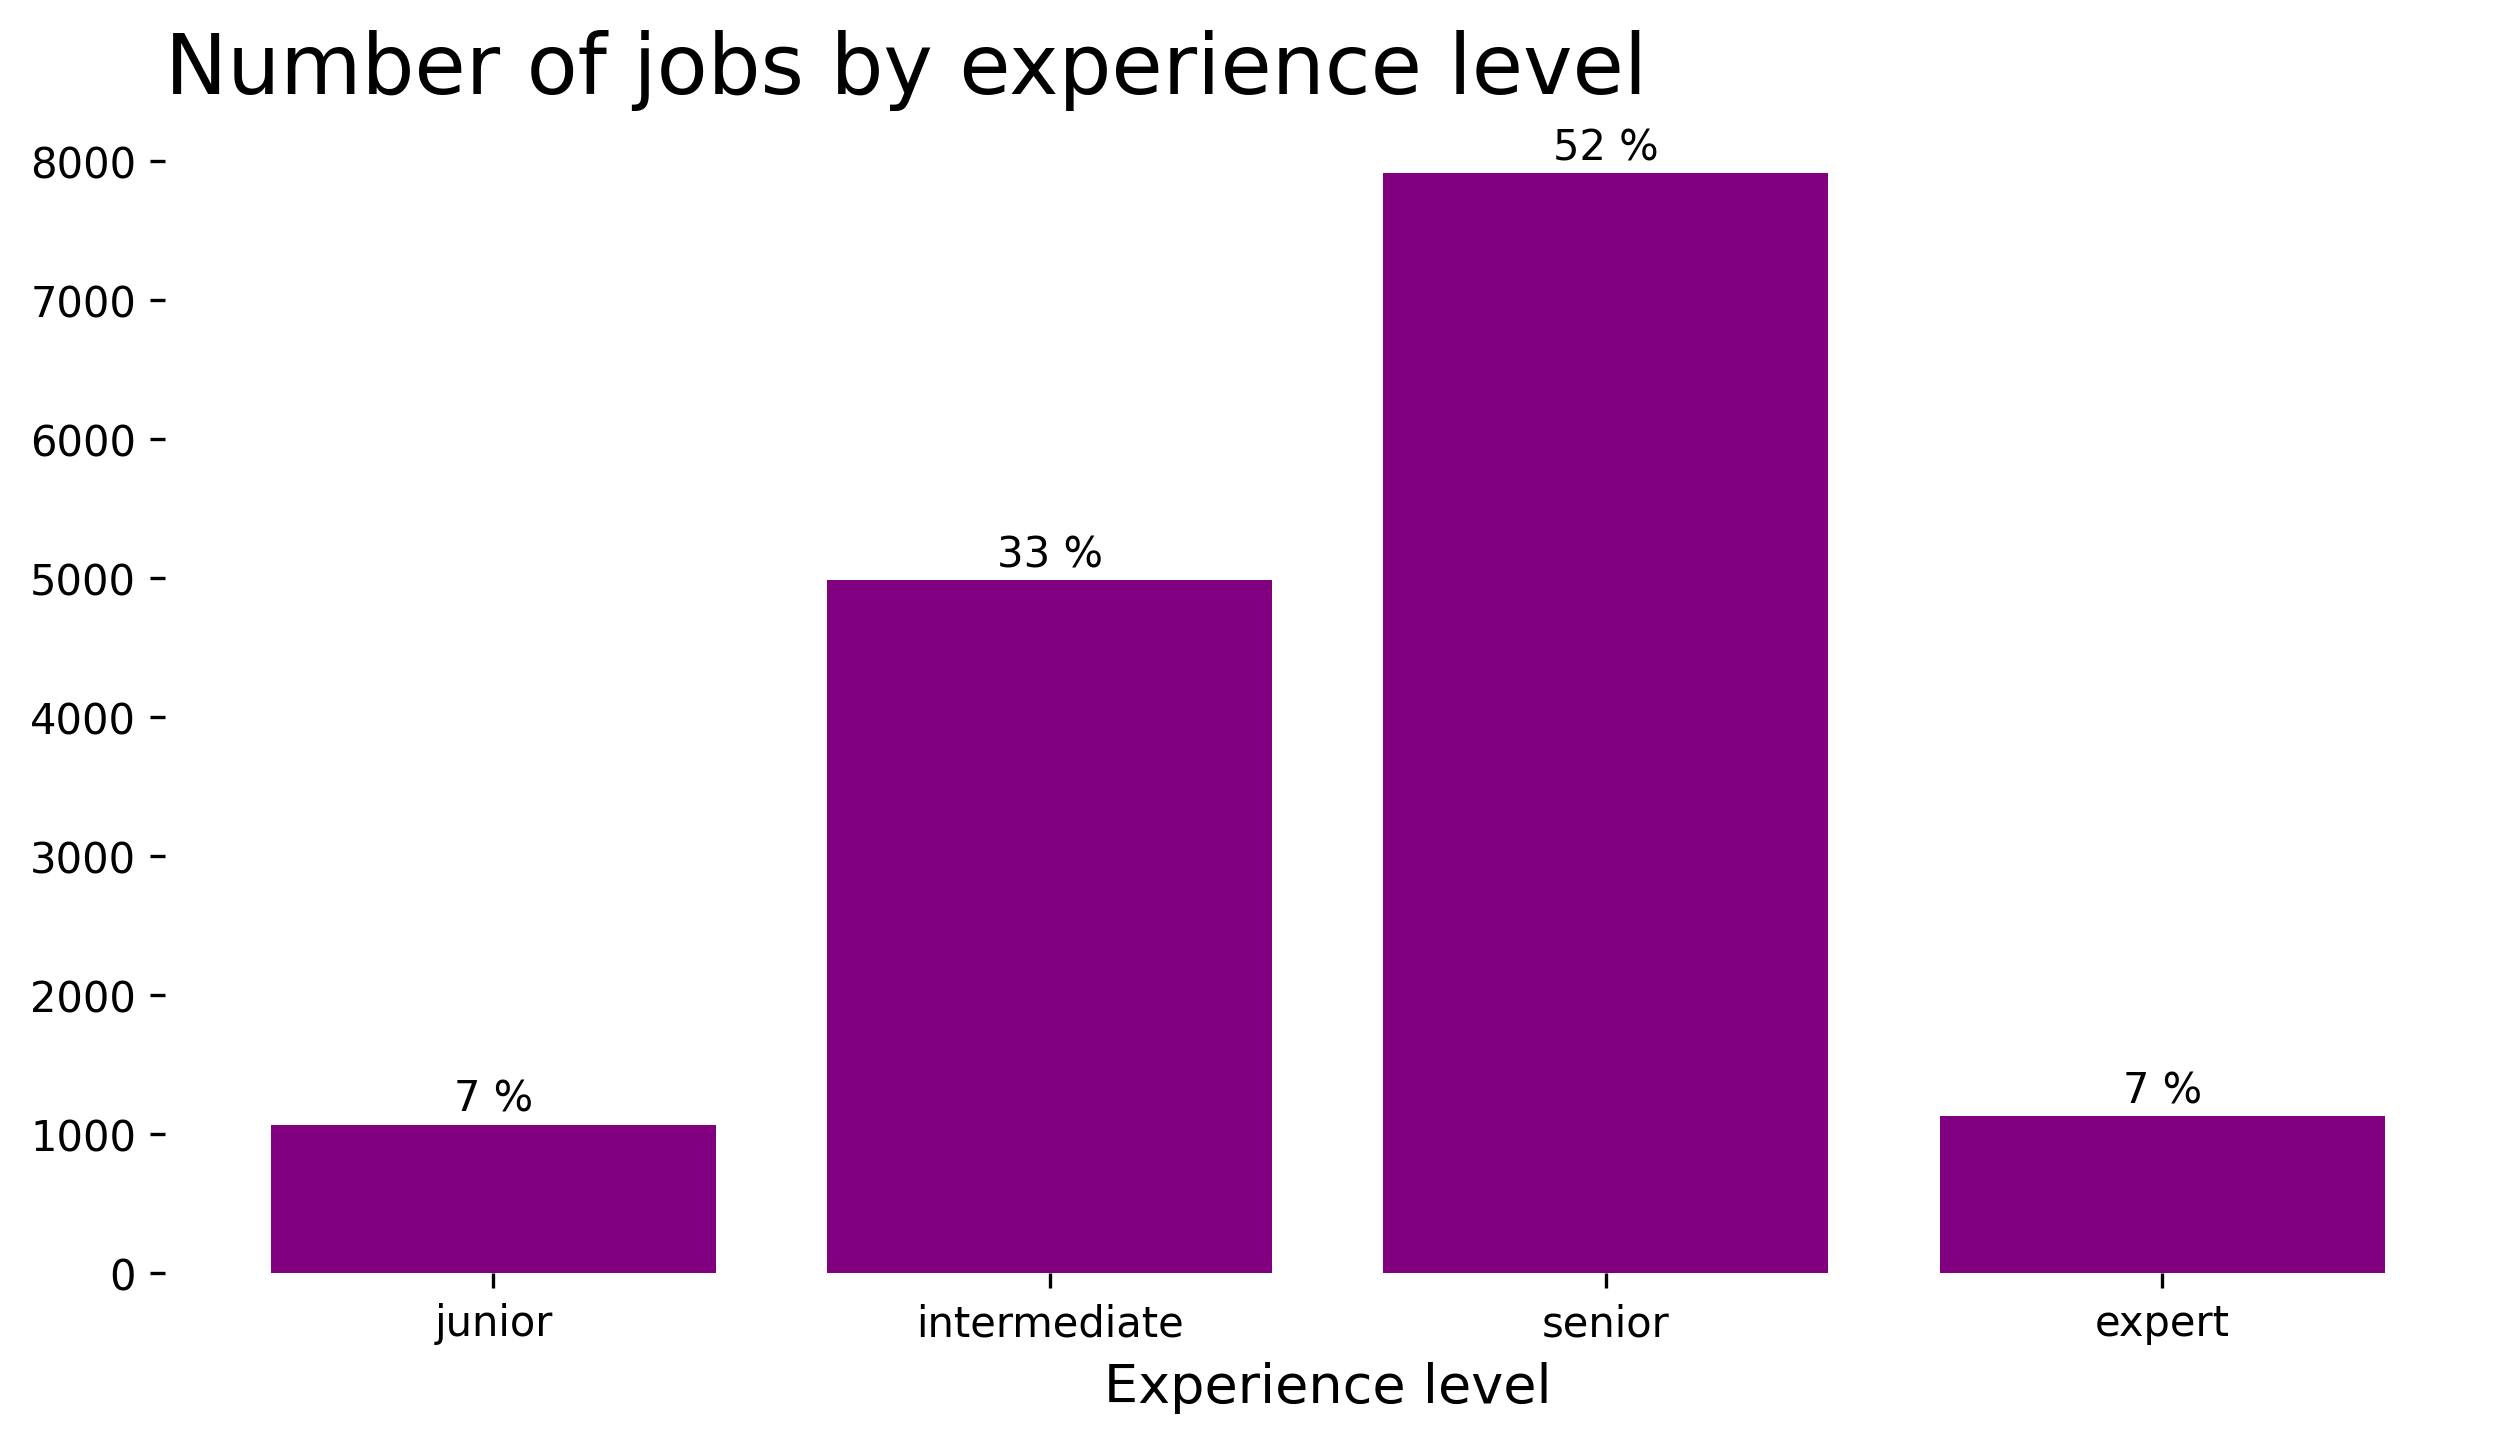 Number of jobs by experience level
8000
7000
6000
5000
4000
3000
2000
1000
0
7 %
33 %
52 %
7 %
junior
intermediate
senior
expert
Experience level